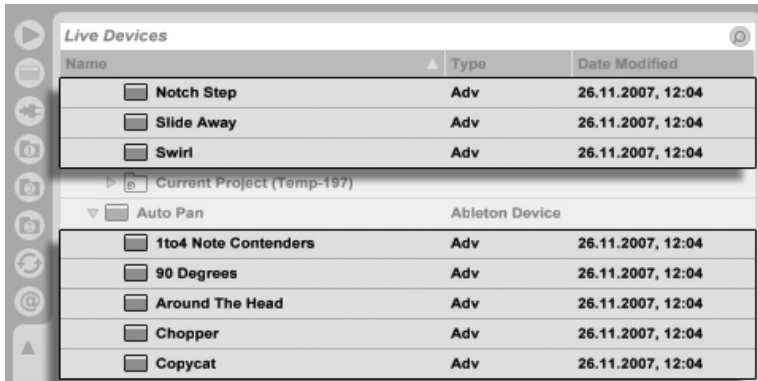 Live Devices
Name Type Date Modified
Notch Step Adv 26.11.2007, 12:04
Slide Away Adv 26.11.2007, 12:04
Swirl Adv 26.11.2007, 12:04
Current Project (Temp-197)
Auto Pan Ableton Device
1to4 Note Contenders Adv 26.11.2007, 12:04
90 Degrees Adv 26.11.2007, 12:04
Around The Head Adv 26.11.2007, 12:04
Chopper Adv 26.11.2007, 12:04
Copycat Adv 26.11.2007, 12:04
1
2
3
@